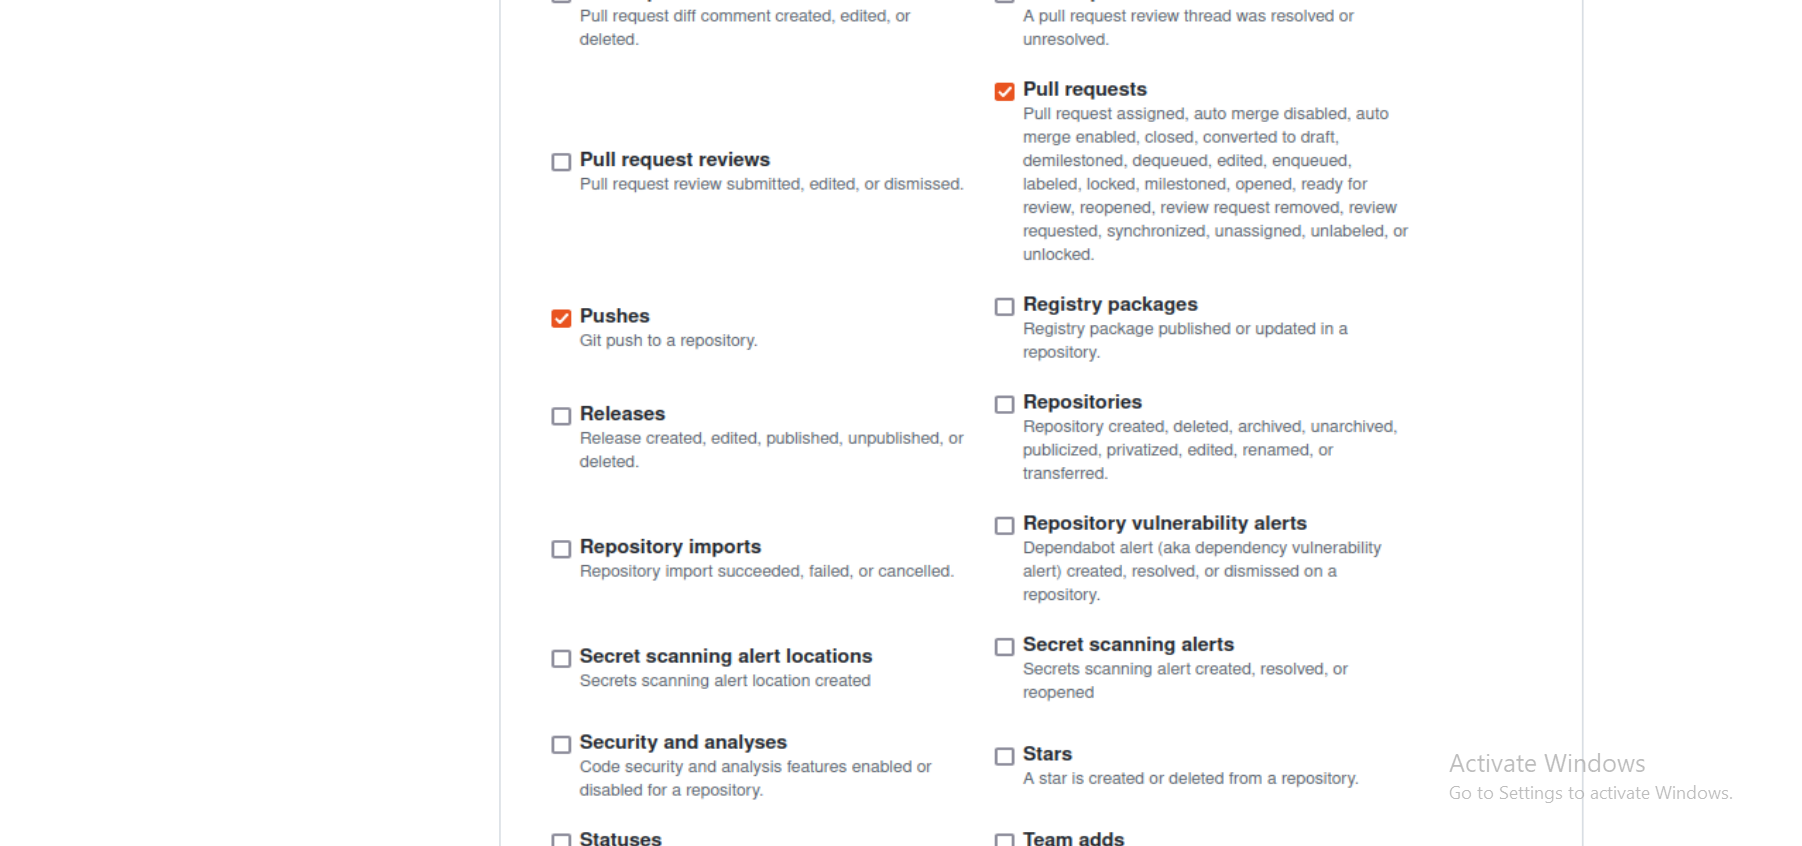 Pull request diff comment created, edited, or
deleted.
A pull request review thread was resolved or
unresolved.
Pull request reviews
Pull request review submitted, edited, or dismissed.
Pull requests
Pull request assigned, auto merge disabled, auto
merge enabled, closed, converted to draft,
demilestoned, dequeued, edited, enqueued,
labeled, locked, milestoned, opened, ready for
review, reopened, review request removed, review
requested, synchronized, unassigned, unlabeled, or
unlocked.
Pushes
Git push to a repository.
Registry packages
Registry package published or updated in a
repository.
Releases
Release created, edited, published, unpublished, or
deleted.
Repositories
Repository created, deleted, archived, unarchived,
publicized, privatized, edited, renamed, or
transferred.
Repository imports
Repository import succeeded, failed, or cancelled.
Repository vulnerability alerts
Dependabot alert (aka dependency vulnerability
alert) created, resolved, or dismissed on a
repository.
Secret scanning alert locations
Secrets scanning alert location created
Secret scanning alerts
Secrets scanning alert created, resolved, or
reopened
Security and analyses
Code security and analysis features enabled or
disabled for a repository.
Stars
A star is created or deleted from a repository.
Statuses
Team adds
Activate Windows
Go to Settings to activate Windows.